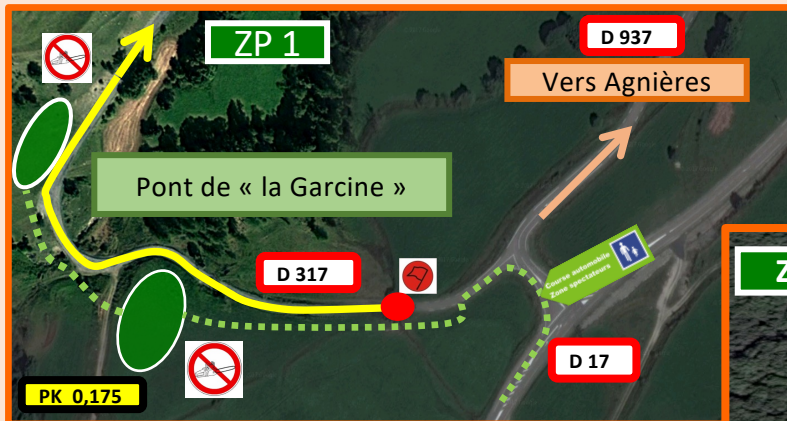 ZP 1
D 937
Vers Agnières
Pont de « la Garcine »
D 317
Course automobile
Zone spectateurs
D 17
PK 0,175
Z